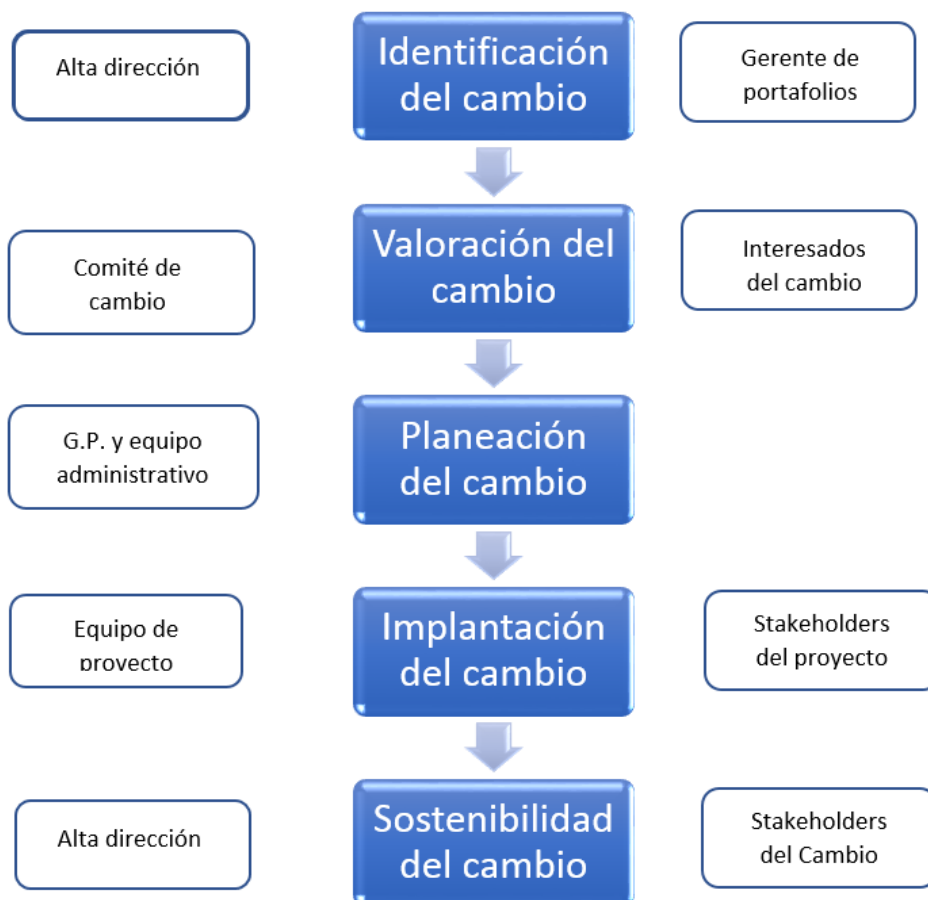 Alta dirección
Identificación
del cambio
Gerente de
portafolios
Comité de
cambio
Valoración del
cambio
Interesados
del cambio
G.P. y equipo
administrativo
Planeación
del cambio
Equipo de
proyecto
Implantación
del cambio
Stakeholders
del proyecto
Alta dirección
Sostenibilidad
del cambio
Stakeholders
del Cambio